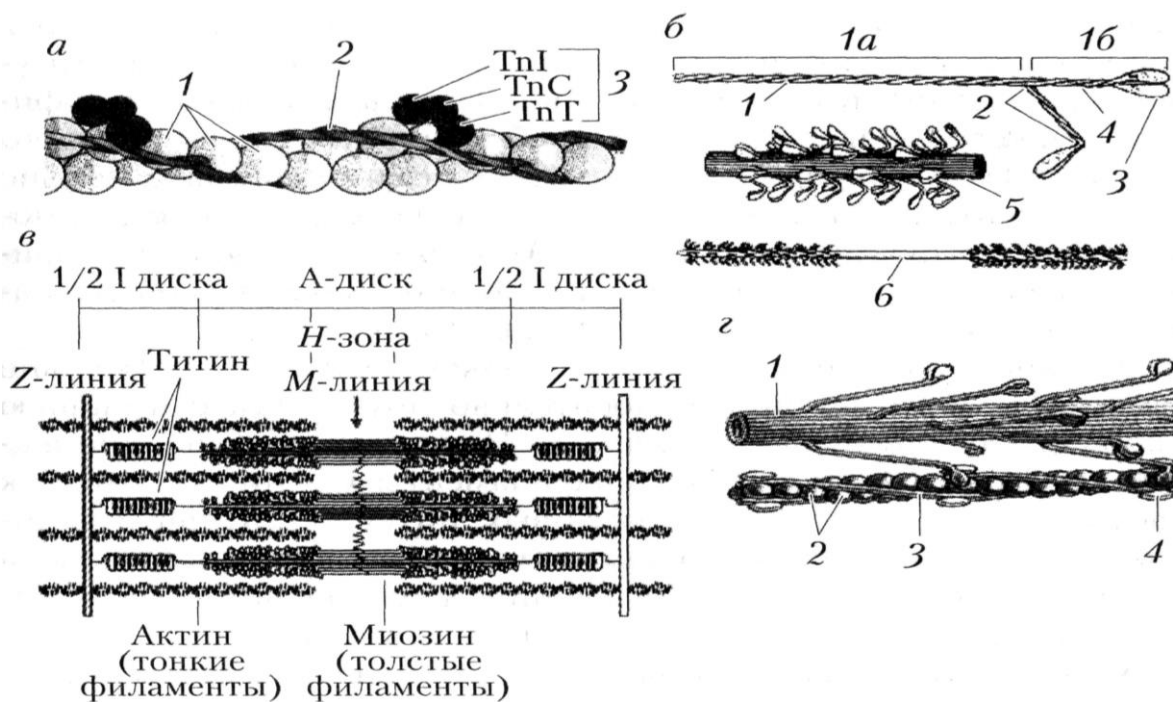 а
1
2
TnI
TnC
TnT
3
б
1а
1б
1
2
4
3
5
6
в
1/2 I диска
А-диск
1/2 I диска
H-зона
Титин
Z-линия
M-линия
Z-линия
Актин
(тонкие
филаменты)
Миозин
(толстые
филаменты)
г
1
2
3
4